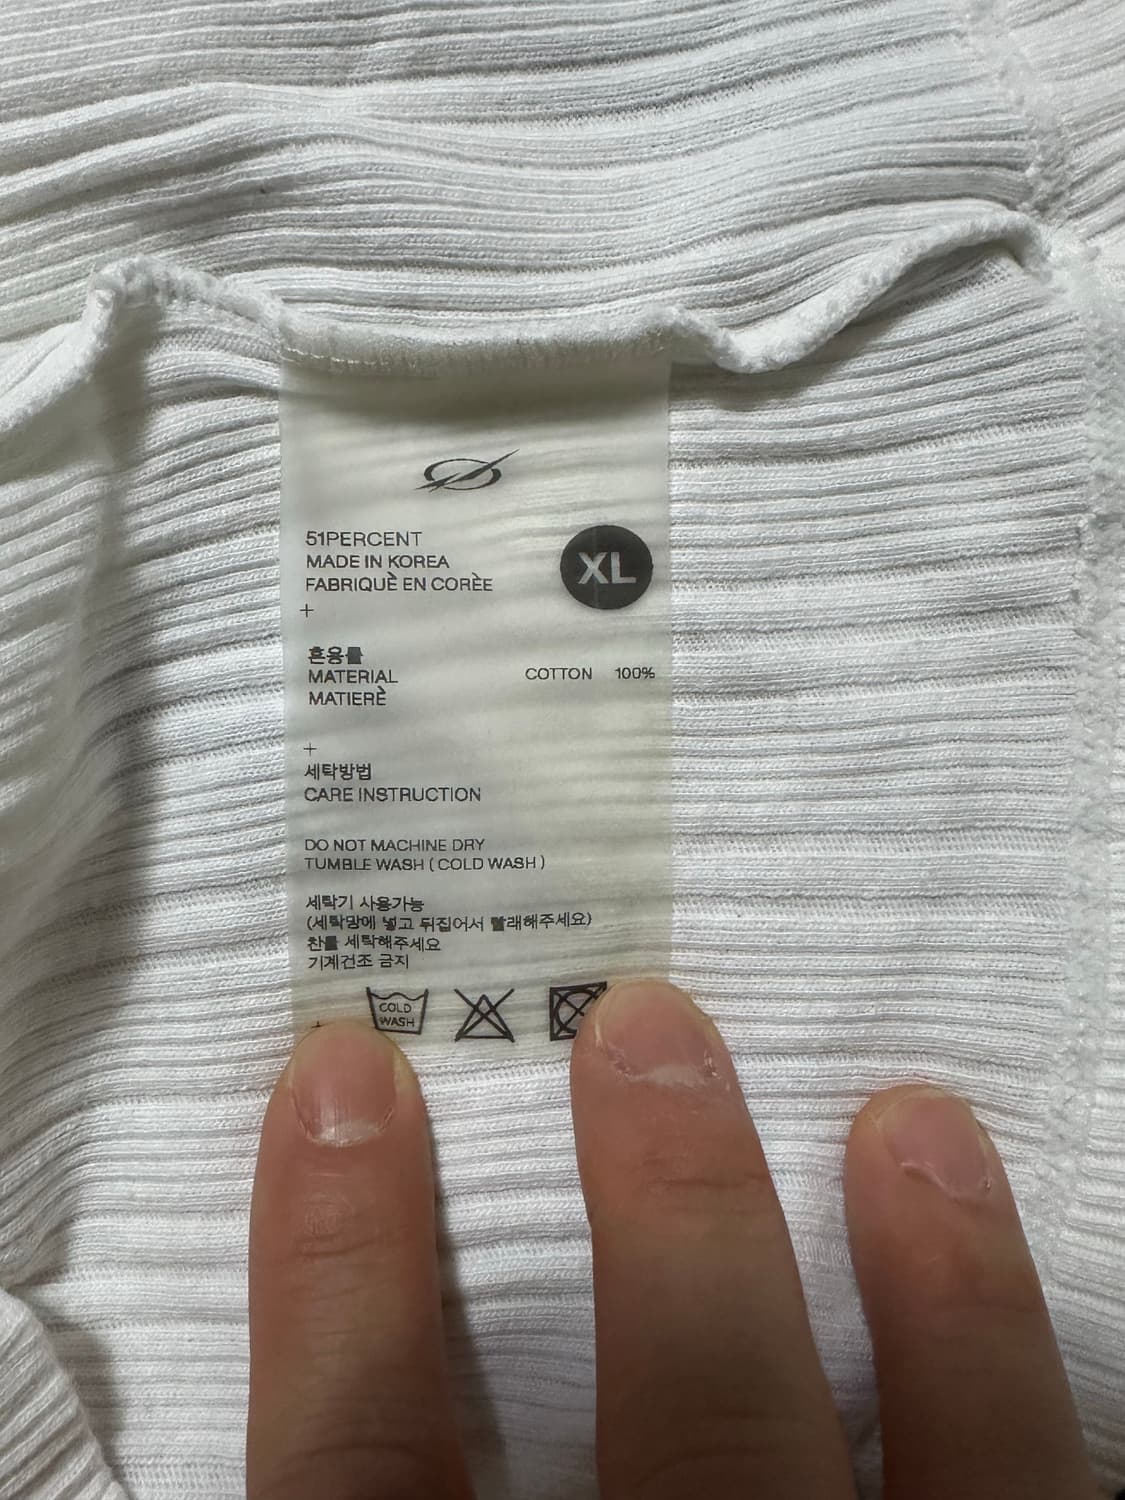 51PERCENT
MADE IN KOREA
FABRIQUÈ EN CORÈE
XL
+
혼용률
MATERIAL
MATIERÈ
COTTON 100%
+
세탁방법
CARE INSTRUCTION
DO NOT MACHINE DRY
TUMBLE WASH ( COLD WASH )
세탁기 사용가능
(세탁망에 넣고 뒤집어서 빨래해주세요)
찬물 세탁해주세요
기계건조 금지
COLD
WASH
+